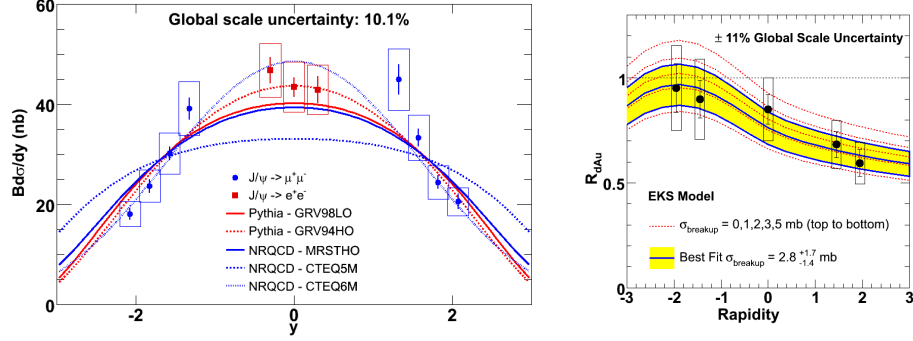 Global scale uncertainty: 10.1%
Bdσ/dy (nb)
60
50
40
30
20
10
0
J/ψ -> μ⁺μ⁻
J/ψ -> e⁺e⁻
Pythia - GRV98LO
Pythia - GRV94HO
NRQCD - MRSTHO
NRQCD - CTEQ5M
NRQCD - CTEQ6M
-2 0 2
y
± 11% Global Scale Uncertainty
R_dAu
1
0.5
EKS Model
σ_breakup = 0,1,2,3,5 mb (top to bottom)
Best Fit σ_breakup = 2.8 +1.7 -1.4 mb
-3 -2 -1 0 1 2 3
Rapidity